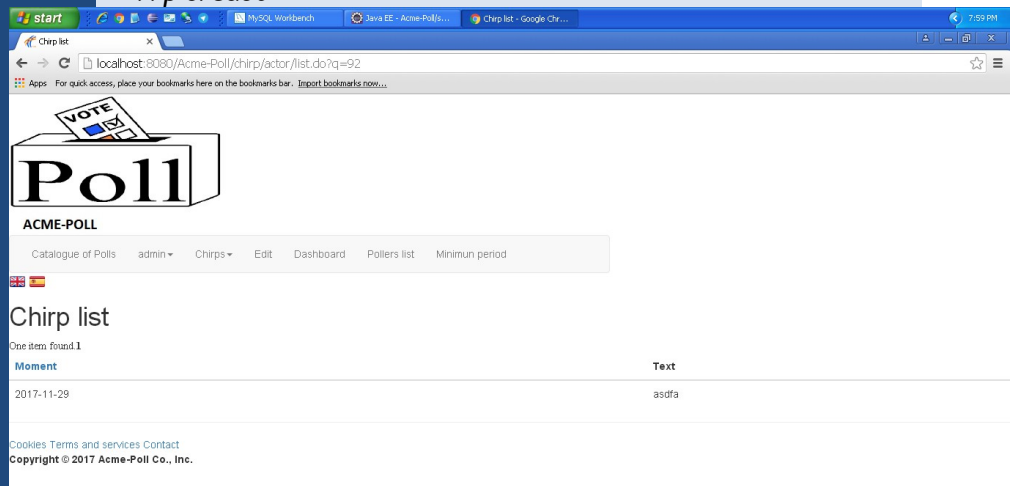 start MySQL Workbench Java EE - Acme-Poll/s... Chirp list - Google Chr... 7:59 PM
Chirp list
localhost:8080/Acme-Poll/chirp/actor/list.do?q=92
Apps For quick access, place your bookmarks here on the bookmarks bar. Import bookmarks now...
VOTE
Poll
ACME-POLL
Catalogue of Polls admin Chirps Edit Dashboard Pollers list Minimun period
Chirp list
One item found.1
Moment Text
2017-11-29 asdfa
Cookies Terms and services Contact
Copyright © 2017 Acme-Poll Co., Inc.